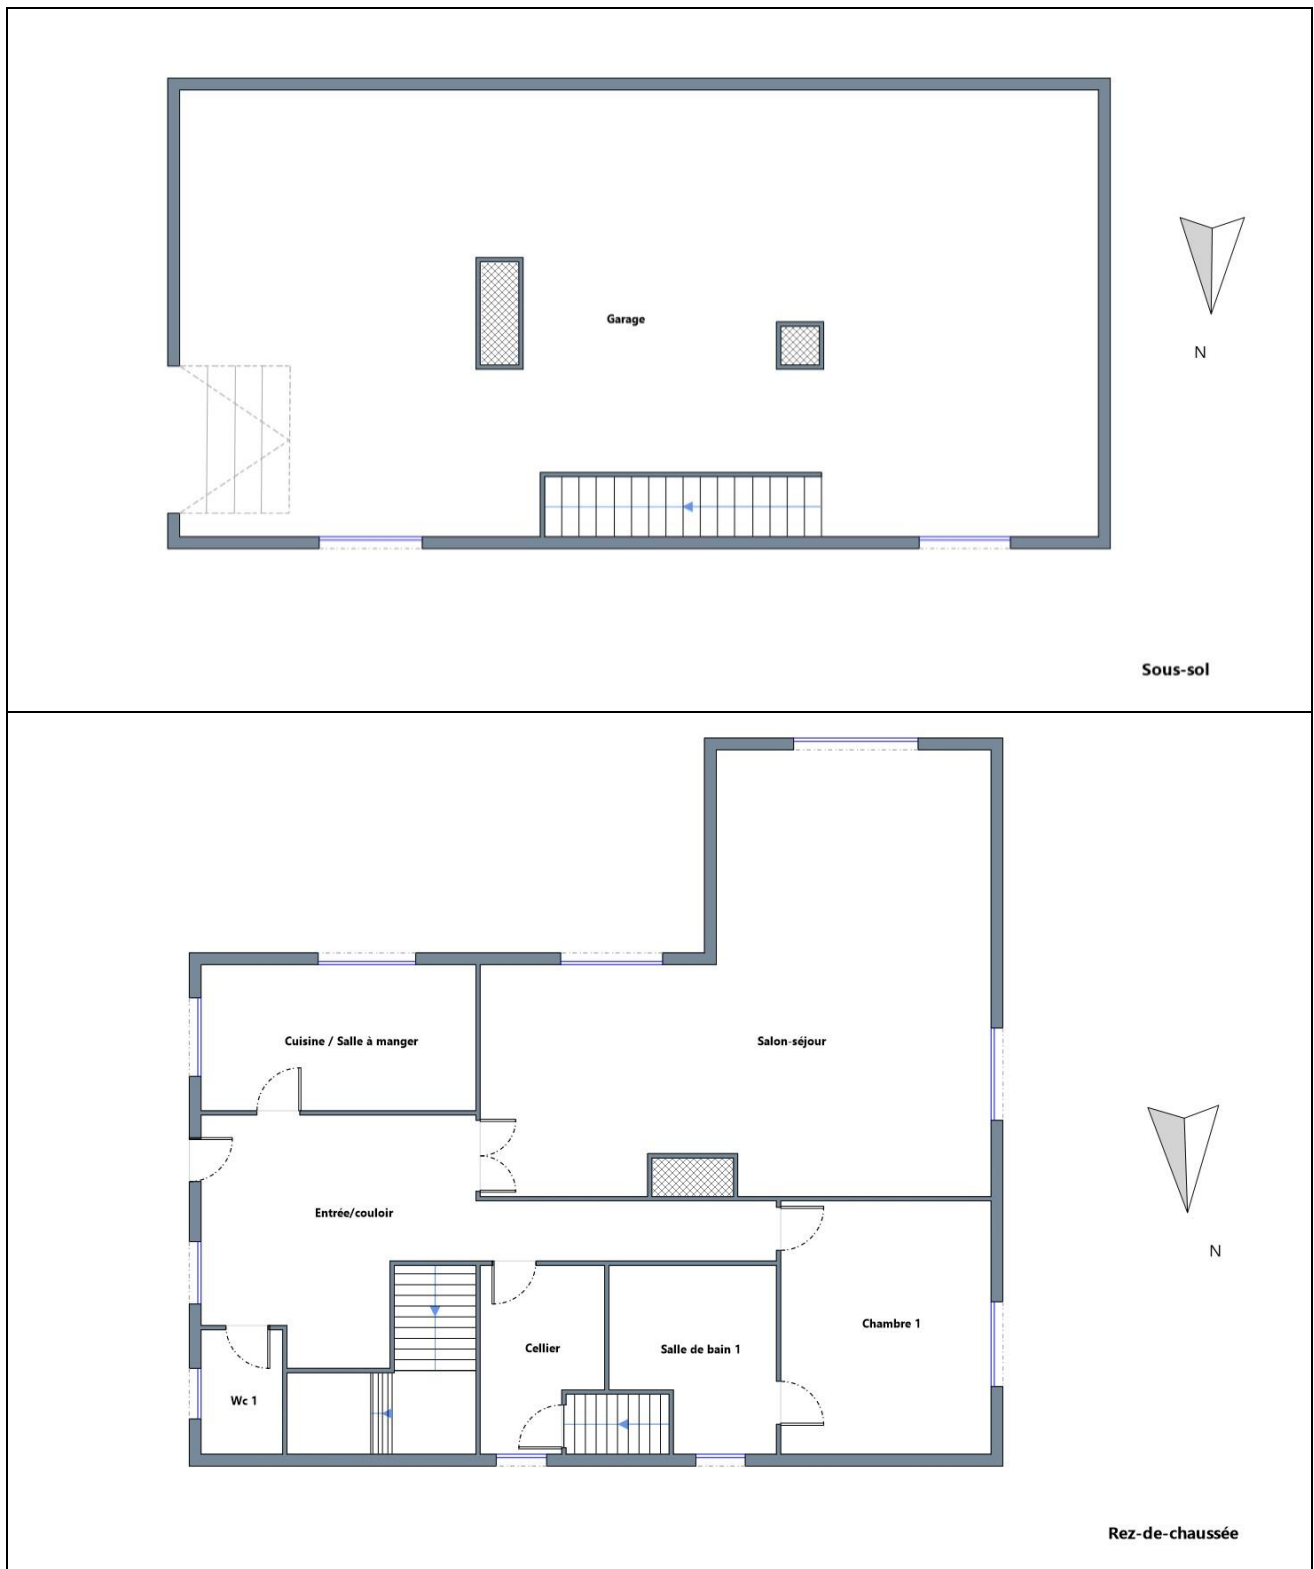 Garage
N
Sous-sol
Cuisine / Salle à manger
Salon-séjour
Entrée/couloir
N
Chambre 1
Cellier
Salle de bain 1
Wc 1
Rez-de-chaussée